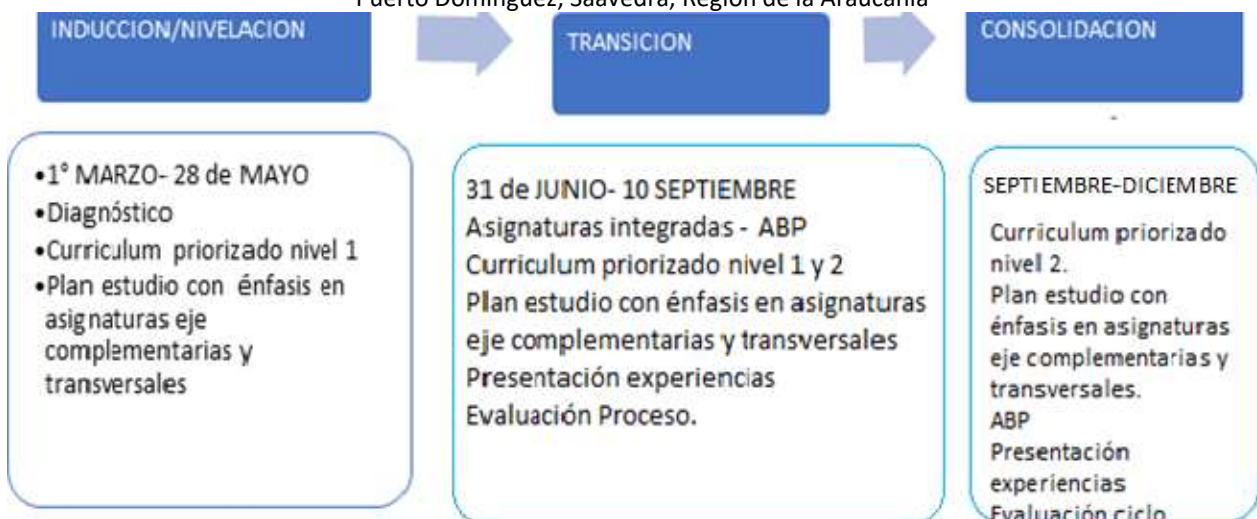 Puerto Domínguez, Saavedra, Región de la Araucanía
INDUCCION/NIVELACION
TRANSICION
CONSOLIDACION
•1° MARZO- 28 de MAYO
•Diagnóstico
•Curriculum priorizado nivel 1
•Plan estudio con énfasis en
asignaturas eje
complementarias y
transversales
31 de JUNIO- 10 SEPTIEMBRE
Asignaturas integradas - ABP
Curriculum priorizado nivel 1 y 2
Plan estudio con énfasis en asignaturas
eje complementarias y transversales
Presentación experiencias
Evaluación Proceso.
SEPTIEMBRE-DICIEMBRE
Curriculum priorizado
nivel 2.
Plan estudio con
énfasis en asignaturas
eje complementarias y
transversales.
ABP
Presentación
experiencias
Evaluación ciclo